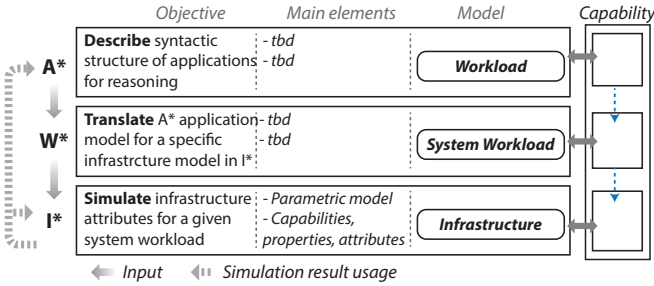 Objective Main elements Model Capability
A*
Describe syntactic
structure of applications
for reasoning
- tbd
- tbd
Workload
W*
Translate A* application
model for a specific
infrastrcture model in I*
- tbd
- tbd
System Workload
I*
Simulate infrastructure
attributes for a given
system workload
- Parametric model
- Capabilities,
properties, attributes
Infrastructure
Input Simulation result usage